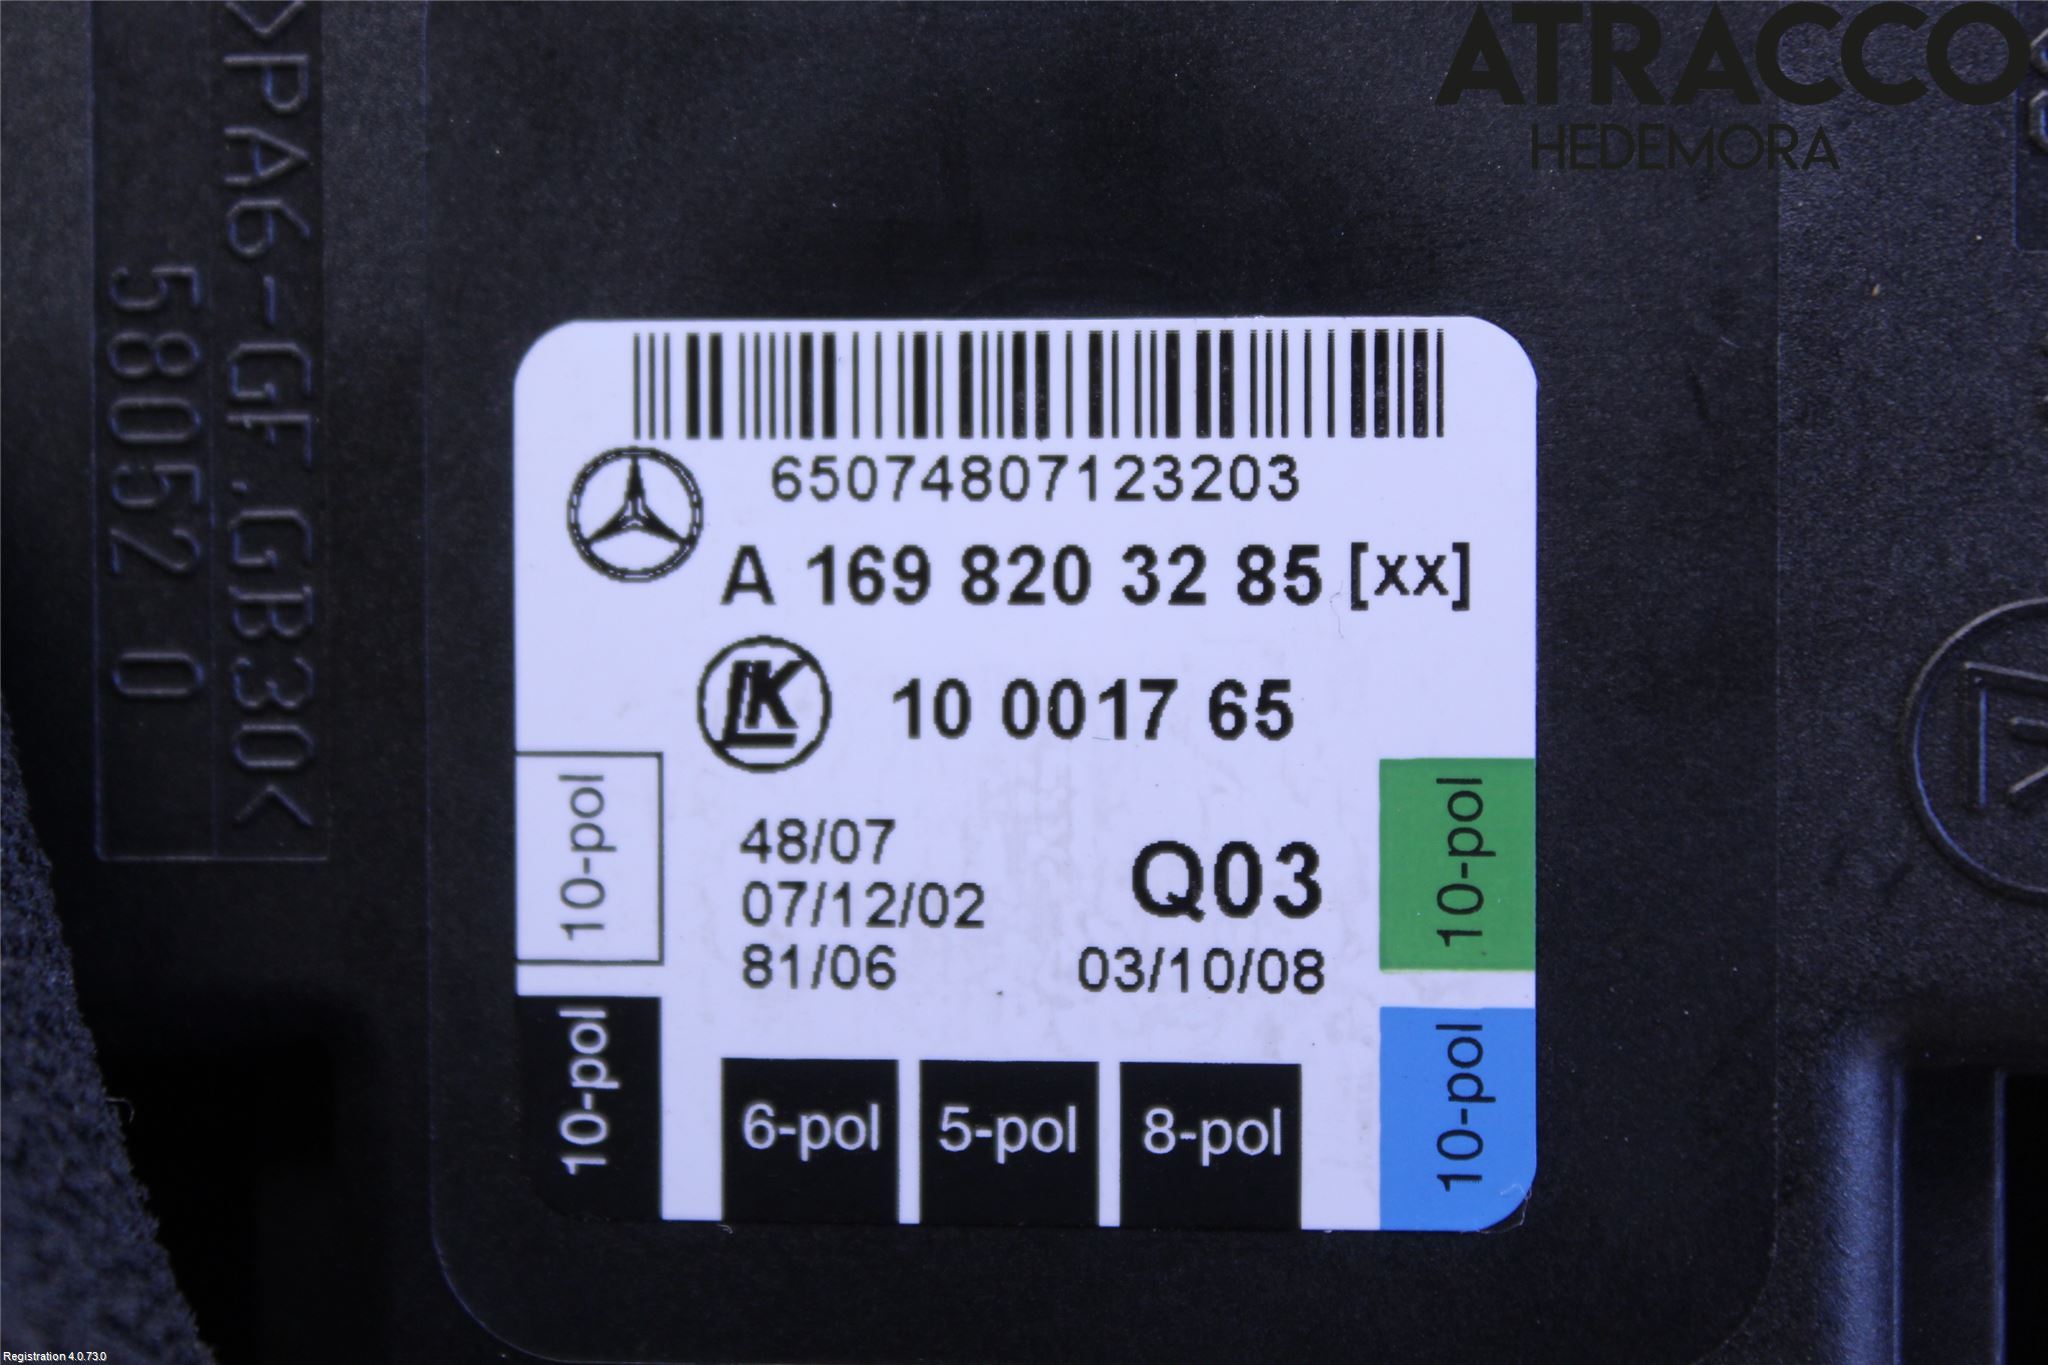 ATRACCO
HEDEMORA
>PA6-GF.GB30<
58052 0
65074807123203
A 169 820 32 85 [xx]
LK 10 0017 65
10-pol
48/07
07/12/02
81/06
Q03
03/10/08
10-pol
10-pol
6-pol
5-pol
8-pol
10-pol
Registration 4.0.73.0